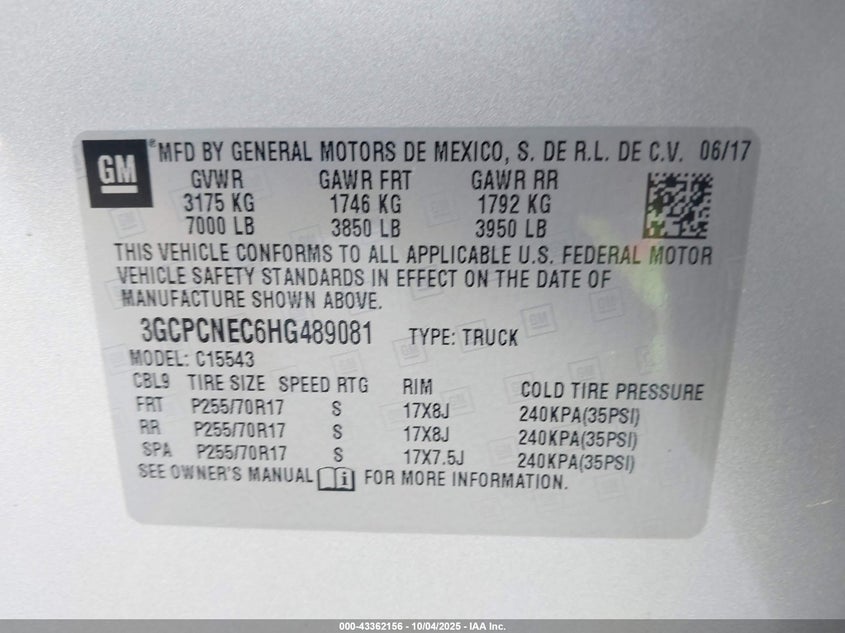 GM ® MFD BY GENERAL MOTORS DE MEXICO, S. DE R.L. DE C.V. 06/17
GVWR GAWR FRT GAWR RR
3175 KG 1746 KG 1792 KG
7000 LB 3850 LB 3950 LB
THIS VEHICLE CONFORMS TO ALL APPLICABLE U.S. FEDERAL MOTOR
VEHICLE SAFETY STANDARDS IN EFFECT ON THE DATE OF
MANUFACTURE SHOWN ABOVE.
3GCPCNEC6HG489081 TYPE: TRUCK
MODEL: C15543
CBL9 TIRE SIZE SPEED RTG RIM COLD TIRE PRESSURE
FRT P255/70R17 S 17X8J 240KPA(35PSI)
RR P255/70R17 S 17X8J 240KPA(35PSI)
SPA P255/70R17 S 17X7.5J 240KPA(35PSI)
SEE OWNER'S MANUAL i FOR MORE INFORMATION.
000-43362156 - 10/04/2025 - IAA Inc.